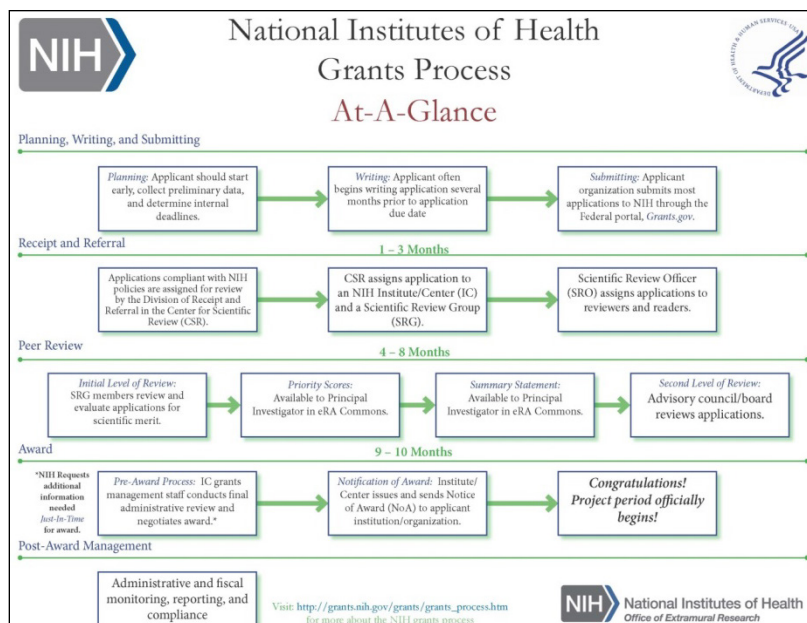 NIH
National Institutes of Health
Grants Process
At-A-Glance
DEPARTMENT OF HEALTH & HUMAN SERVICES · USA
Planning, Writing, and Submitting
Planning: Applicant should start
early, collect preliminary data,
and determine internal
deadlines.
Writing: Applicant often
begins writing application several
months prior to application
due date
Submitting: Applicant
organization submits most
applications to NIH through the
Federal portal, Grants.gov.
Receipt and Referral
1 – 3 Months
Applications compliant with NIH
policies are assigned for review
by the Division of Receipt and
Referral in the Center for Scientific
Review (CSR).
CSR assigns application to
an NIH Institute/Center (IC)
and a Scientific Review Group
(SRG).
Scientific Review Officer
(SRO) assigns applications to
reviewers and readers.
Peer Review
4 – 8 Months
Initial Level of Review:
SRG members review and
evaluate applications for
scientific merit.
Priority Scores:
Available to Principal
Investigator in eRA Commons.
Summary Statement:
Available to Principal
Investigator in eRA Commons.
Second Level of Review:
Advisory council/board
reviews applications.
Award
9 – 10 Months
*NIH Requests
additional
information
needed
Just-In-Time
for award.
Pre-Award Process: IC grants
management staff conducts final
administrative review and
negotiates award.*
Notification of Award: Institute/
Center issues and sends Notice
of Award (NoA) to applicant
institution/organization.
Congratulations!
Project period officially
begins!
Post-Award Management
Administrative and fiscal
monitoring, reporting, and
compliance
Visit: http://grants.nih.gov/grants/grants_process.htm
for more about the NIH grants process
NIH
National Institutes of Health
Office of Extramural Research